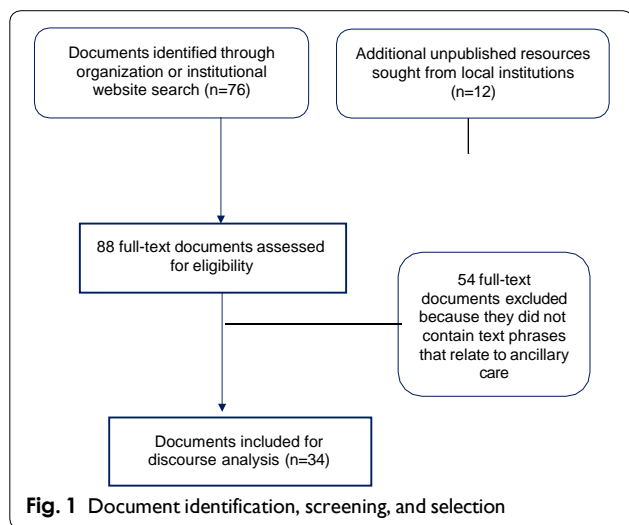 Documents identified through
organization or institutional
website search (n=76)
Additional unpublished resources
sought from local institutions
(n=12)
88 full-text documents assessed
for eligibility
54 full-text
documents excluded
because they did not
contain text phrases
that relate to ancillary
care
Documents included for
discourse analysis (n=34)
Fig. 1 Document identification, screening, and selection